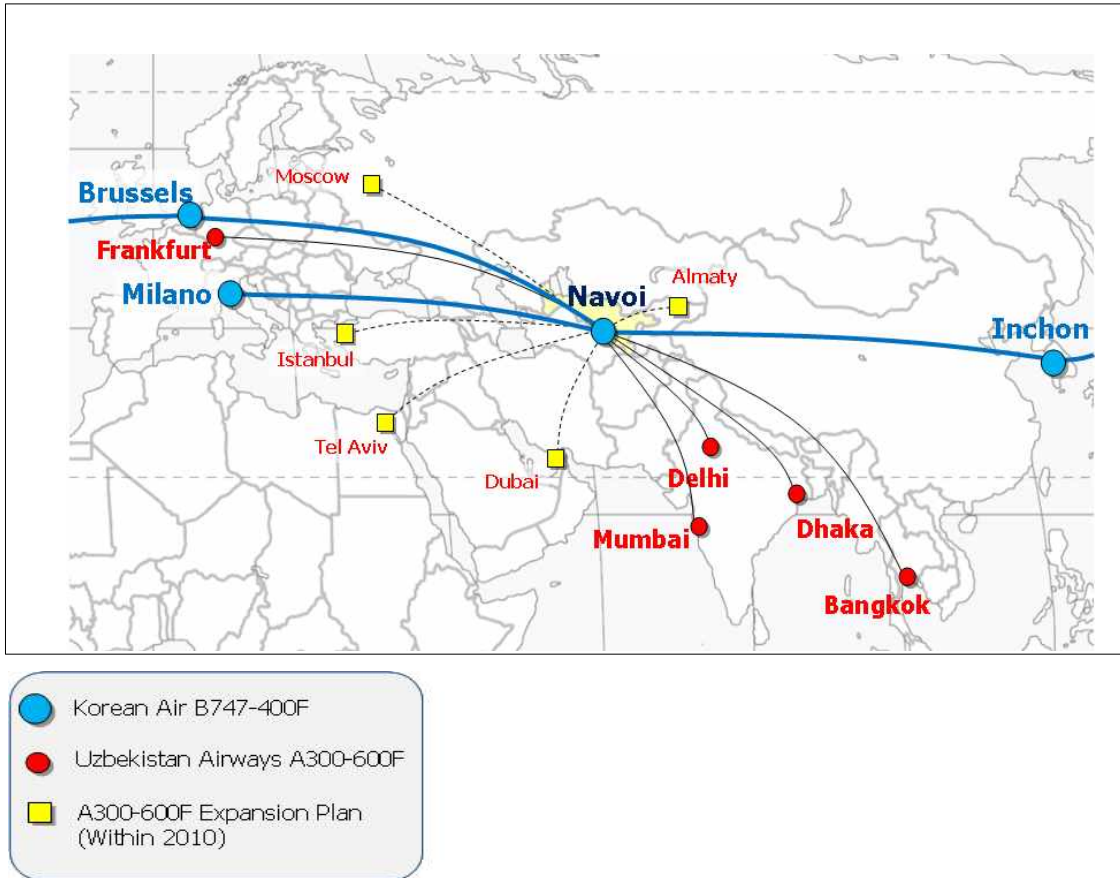 Moscow
Brussels
Frankfurt
Almaty
Milano
Navoi
Inchon
Istanbul
Tel Aviv
Dubai
Delhi
Dhaka
Mumbai
Bangkok
Korean Air B747-400F
Uzbekistan Airways A300-600F
A300-600F Expansion Plan
(Within 2010)